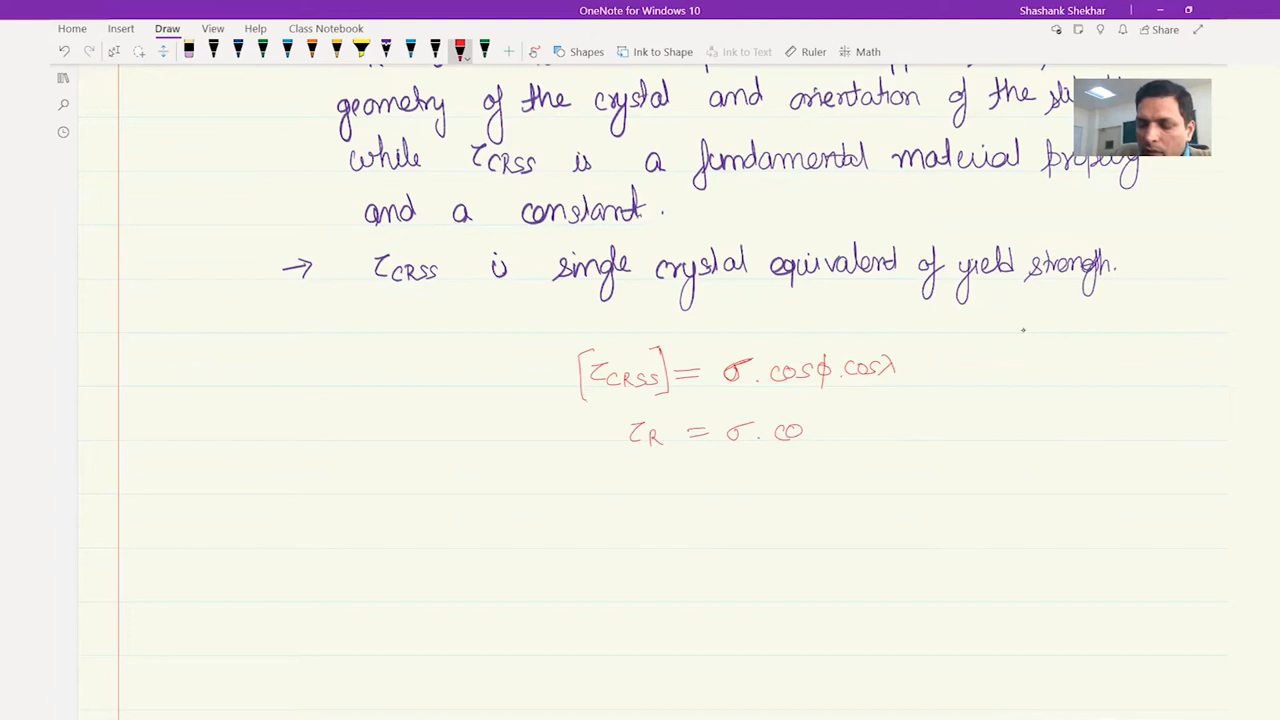 OneNote for Windows 10
Shashank Shekhar
Home Insert Draw View Help Class Notebook
Shapes Ink to Shape Ink to Text Ruler Math Share
geometry of the crystal and orientation of the
while τCRSS is a fundamental material property
and a constant.
→ τCRSS is single crystal equivalent of yield strength.
[τCRSS] = σ. cosϕ. cosλ
τR = σ. co